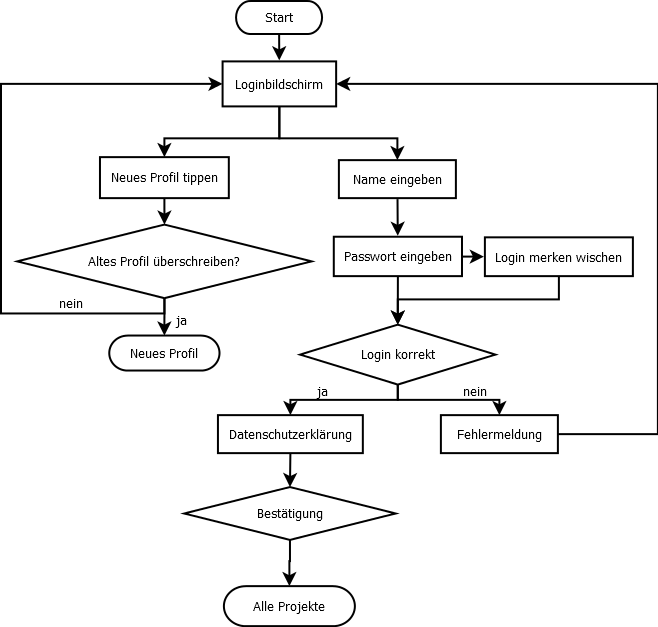 Start
Loginbildschirm
Neues Profil tippen
Name eingeben
Altes Profil überschreiben?
Passwort eingeben
Login merken wischen
nein
ja
Neues Profil
Login korrekt
ja
nein
Datenschutzerklärung
Fehlermeldung
Bestätigung
Alle Projekte